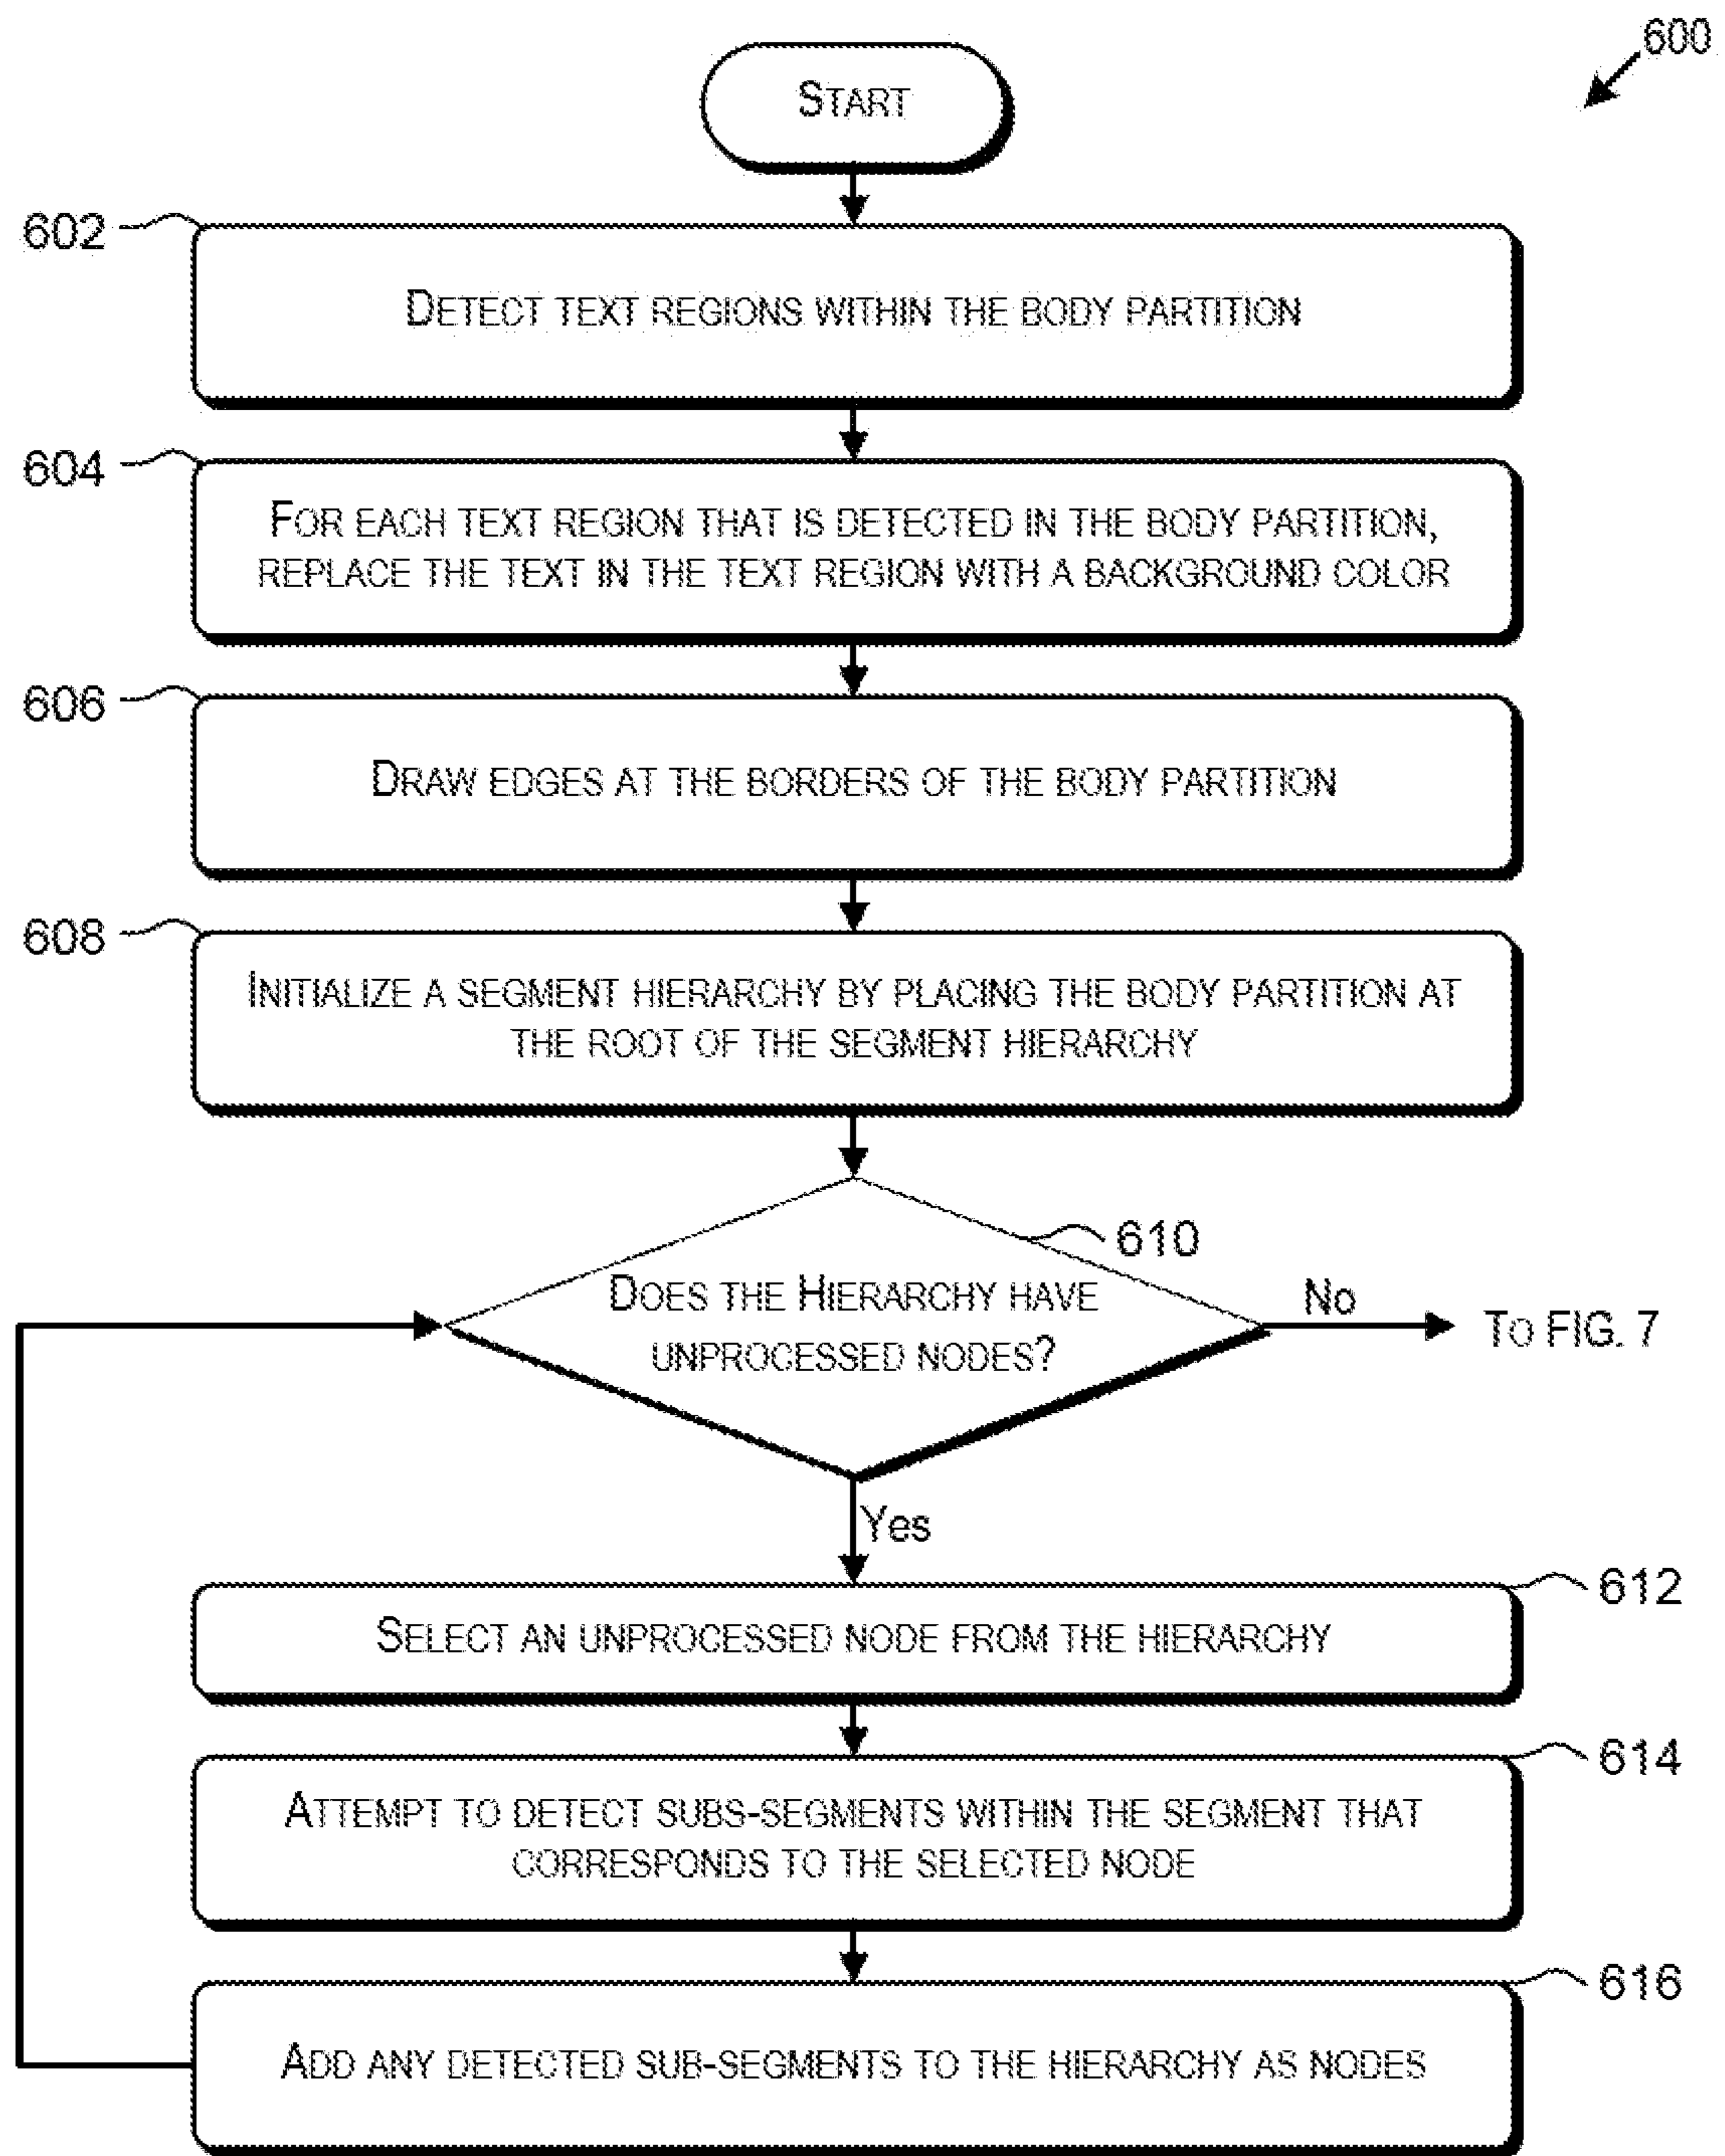 600
START
602
DETECT TEXT REGIONS WITHIN THE BODY PARTITION
604
FOR EACH TEXT REGION THAT IS DETECTED IN THE BODY PARTITION,
REPLACE THE TEXT IN THE TEXT REGION WITH A BACKGROUND COLOR
606
DRAW EDGES AT THE BORDERS OF THE BODY PARTITION
608
INITIALIZE A SEGMENT HIERARCHY BY PLACING THE BODY PARTITION AT
THE ROOT OF THE SEGMENT HIERARCHY
610
DOES THE HIERARCHY HAVE
UNPROCESSED NODES?
No
TO FIG. 7
Yes
612
SELECT AN UNPROCESSED NODE FROM THE HIERARCHY
614
ATTEMPT TO DETECT SUBS-SEGMENTS WITHIN THE SEGMENT THAT
CORRESPONDS TO THE SELECTED NODE
616
ADD ANY DETECTED SUB-SEGMENTS TO THE HIERARCHY AS NODES